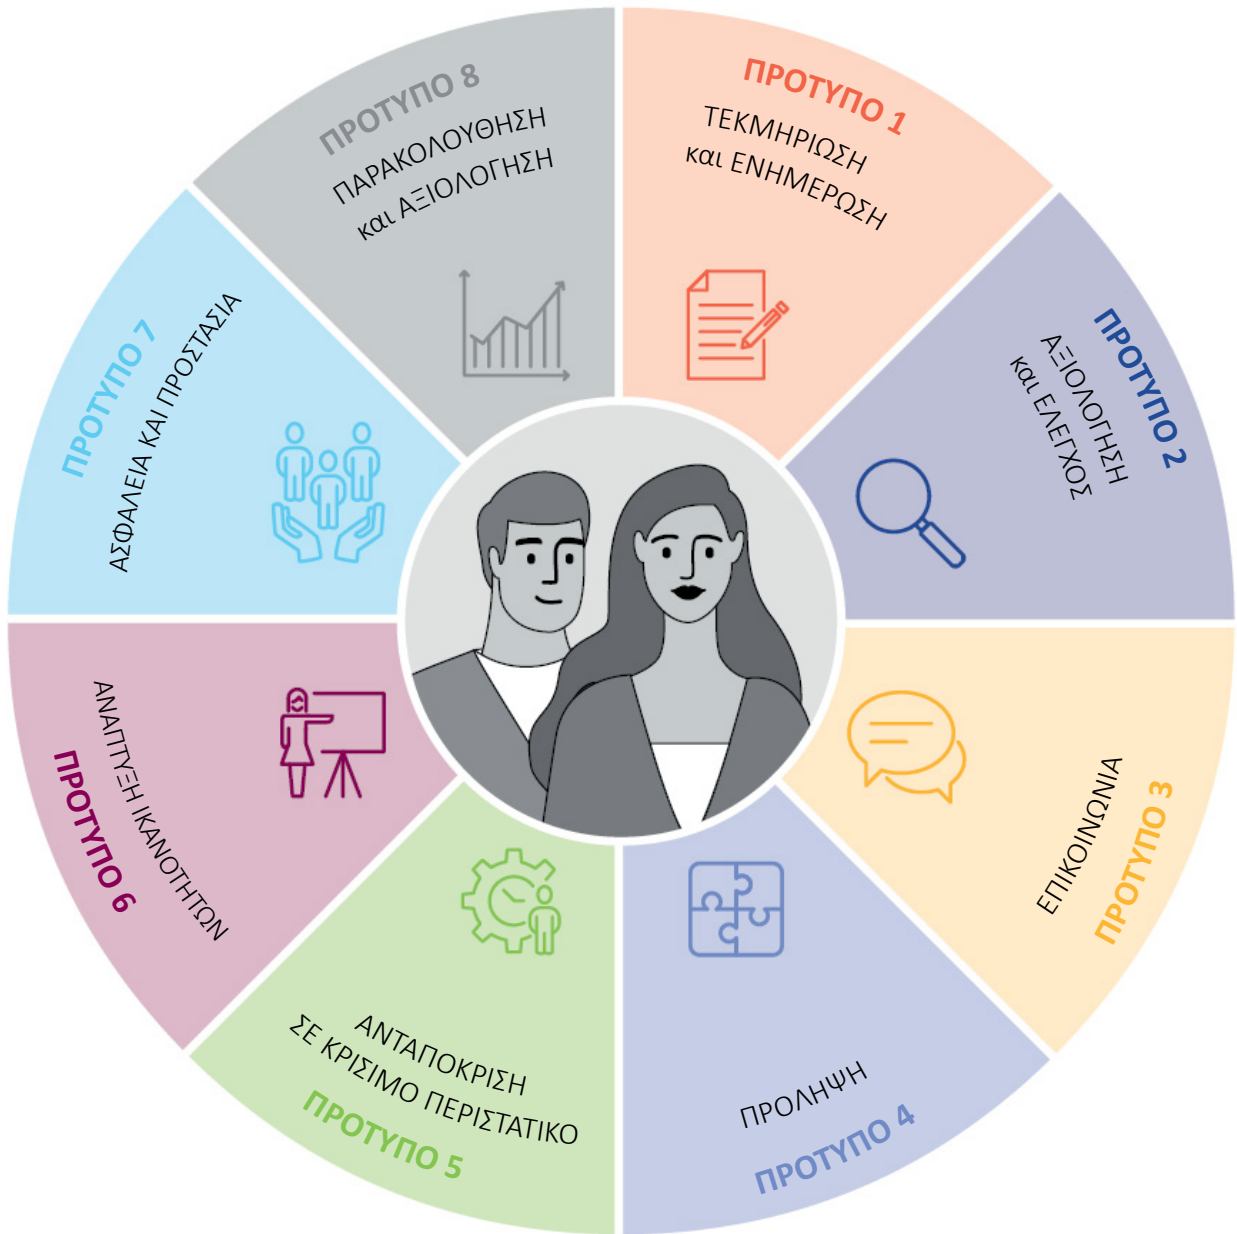 ΠΡΟΤΥΠΟ 1
ΤΕΚΜΗΡΙΩΣΗ
και ΕΝΗΜΕΡΩΣΗ
ΠΡΟΤΥΠΟ 2
ΑΞΙΟΛΟΓΗΣΗ
και ΕΛΕΓΧΟΣ
ΕΠΙΚΟΙΝΩΝΙΑ
ΠΡΟΤΥΠΟ 3
ΠΡΟΛΗΨΗ
ΠΡΟΤΥΠΟ 4
ΑΝΤΑΠΟΚΡΙΣΗ
ΣΕ ΚΡΙΣΙΜΟ ΠΕΡΙΣΤΑΤΙΚΟ
ΠΡΟΤΥΠΟ 5
ΑΝΑΠΤΥΞΗ ΙΚΑΝΟΤΗΤΩΝ
ΠΡΟΤΥΠΟ 6
ΠΡΟΤΥΠΟ 7
ΑΣΦΑΛΕΙΑ ΚΑΙ ΠΡΟΣΤΑΣΙΑ
ΠΡΟΤΥΠΟ 8
ΠΑΡΑΚΟΛΟΥΘΗΣΗ
και ΑΞΙΟΛΟΓΗΣΗ